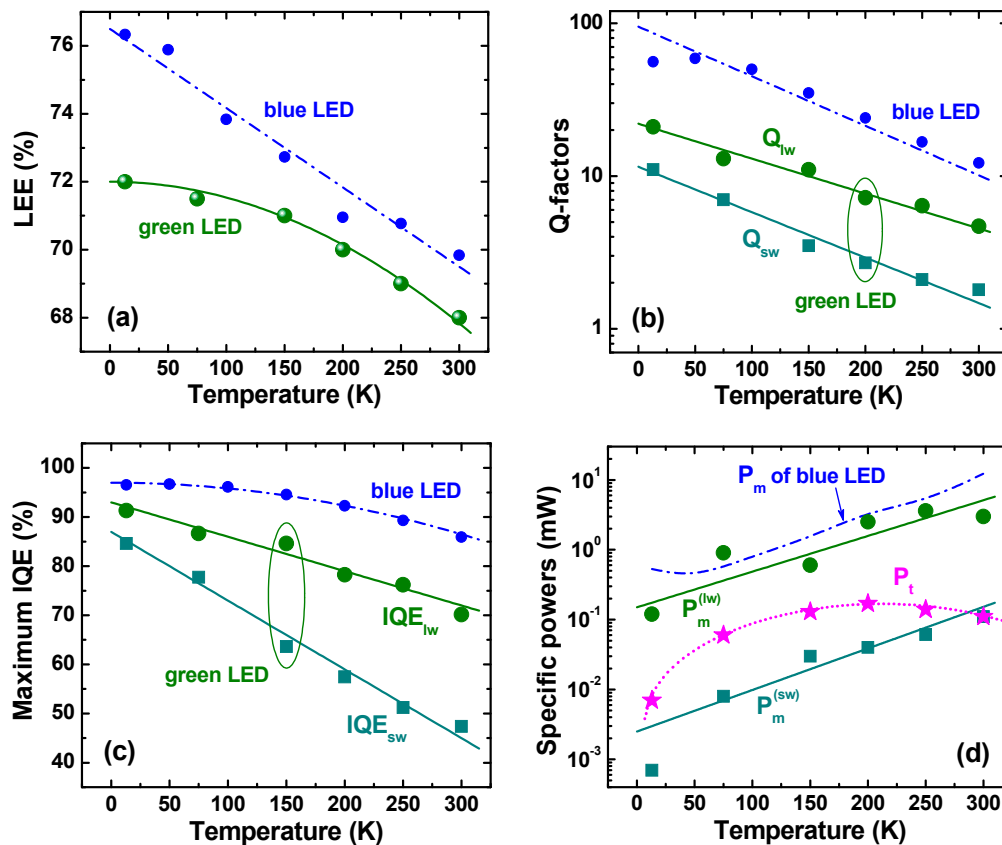 76
74
72
70
68
LEE (%)
blue LED
green LED
(a)
0 50 100 150 200 250 300
Temperature (K)
100
10
1
Q-factors
blue LED
Q_lw
Q_sw
green LED
(b)
0 50 100 150 200 250 300
Temperature (K)
100
90
80
70
60
50
40
Maximum IQE (%)
blue LED
IQE_lw
green LED
IQE_sw
(c)
0 50 100 150 200 250 300
Temperature (K)
10^1
10^0
10^-1
10^-2
10^-3
Specific powers (mW)
P_m of blue LED
P_t
P_m^(lw)
P_m^(sw)
(d)
0 50 100 150 200 250 300
Temperature (K)